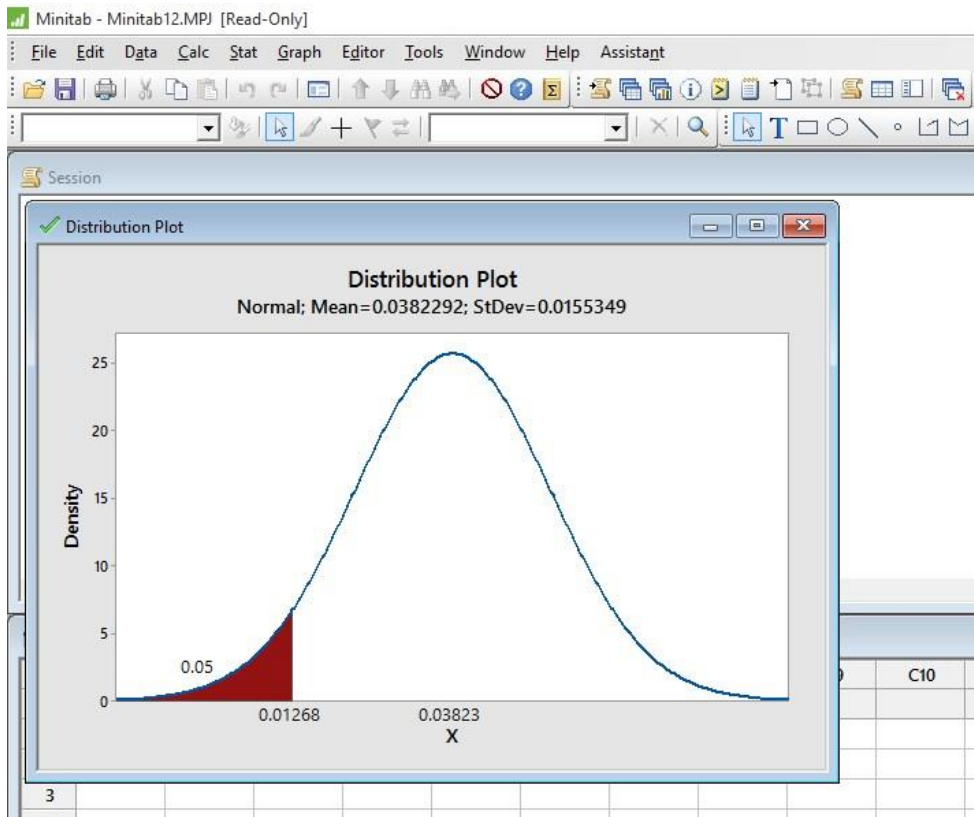 Minitab - Minitab12.MPJ [Read-Only]
File Edit Data Calc Stat Graph Editor Tools Window Help Assistant
Session
Distribution Plot
Distribution Plot
Normal; Mean=0.0382292; StDev=0.0155349
25
20
15
10
5
0
Density
0.05
0.01268 0.03823
X
C10
3